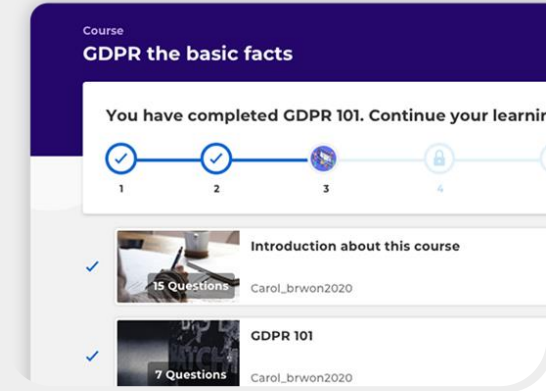 Course
GDPR the basic facts
You have completed GDPR 101. Continue your learnin
1
2
3
4
Introduction about this course
15 Questions
Carol_brwon2020
GDPR 101
7 Questions
Carol_brwon2020